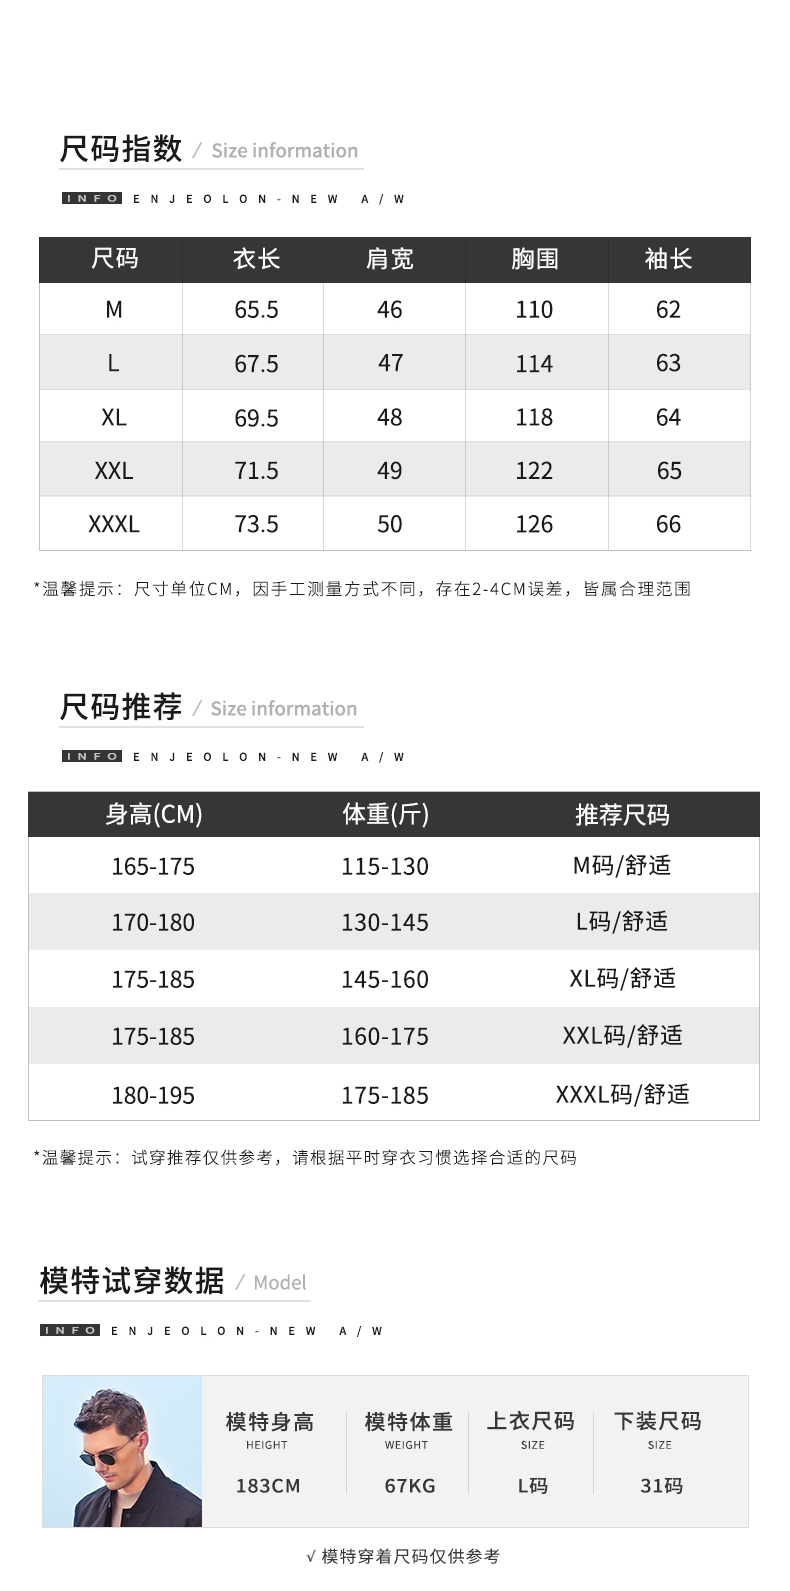 尺码指数 / Size information
INFO ENJEOLON-NEW A/W
尺码 衣长 肩宽 胸围 袖长
M 65.5 46 110 62
L 67.5 47 114 63
XL 69.5 48 118 64
XXL 71.5 49 122 65
XXXL 73.5 50 126 66
*温馨提示：尺寸单位CM，因手工测量方式不同，存在2-4CM误差，皆属合理范围
尺码推荐 / Size information
INFO ENJEOLON-NEW A/W
身高(CM) 体重(斤) 推荐尺码
165-175 115-130 M码/舒适
170-180 130-145 L码/舒适
175-185 145-160 XL码/舒适
175-185 160-175 XXL码/舒适
180-195 175-185 XXXL码/舒适
*温馨提示：试穿推荐仅供参考，请根据平时穿衣习惯选择合适的尺码
模特试穿数据 / Model
INFO ENJEOLON-NEW A/W
模特身高 模特体重 上衣尺码 下装尺码
HEIGHT WEIGHT SIZE SIZE
183CM 67KG L码 31码
√ 模特穿着尺码仅供参考